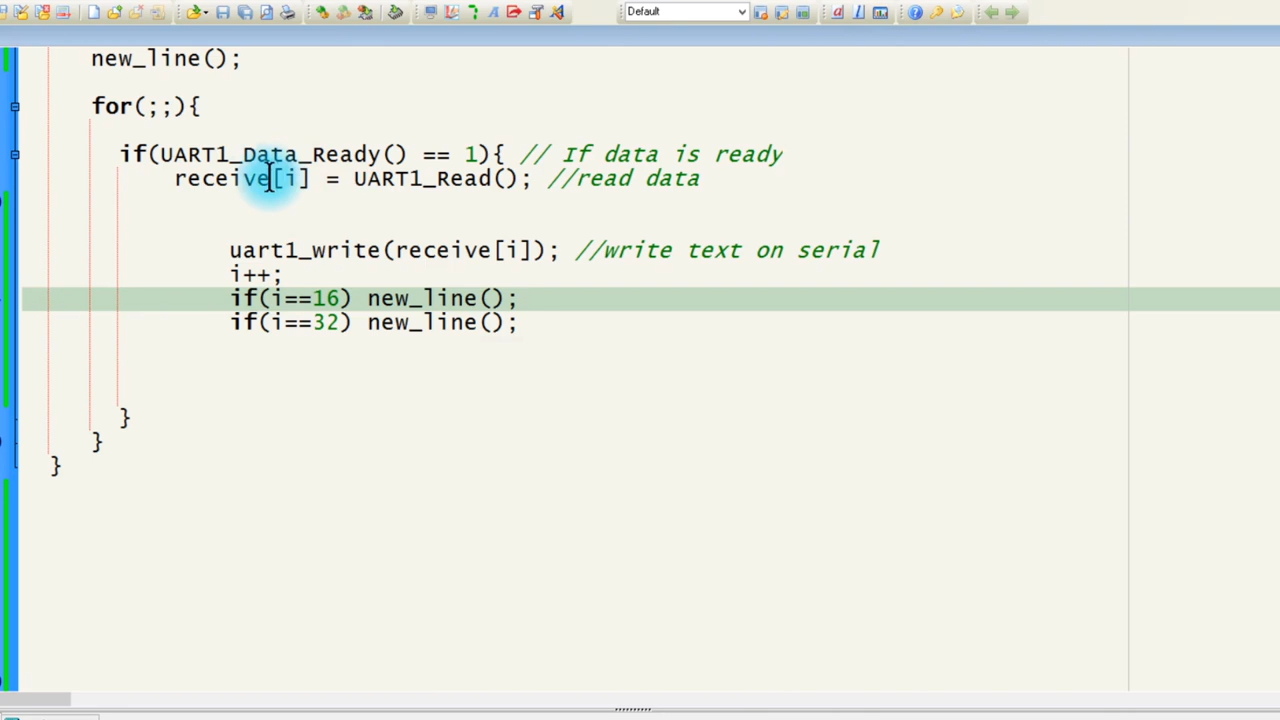 Default
new_line();
for(;;){
if(UART1_Data_Ready() == 1){ // If data is ready
receive[i] = UART1_Read(); //read data
uart1_write(receive[i]); //write text on serial
i++;
if(i==16) new_line();
if(i==32) new_line();
}
}
}